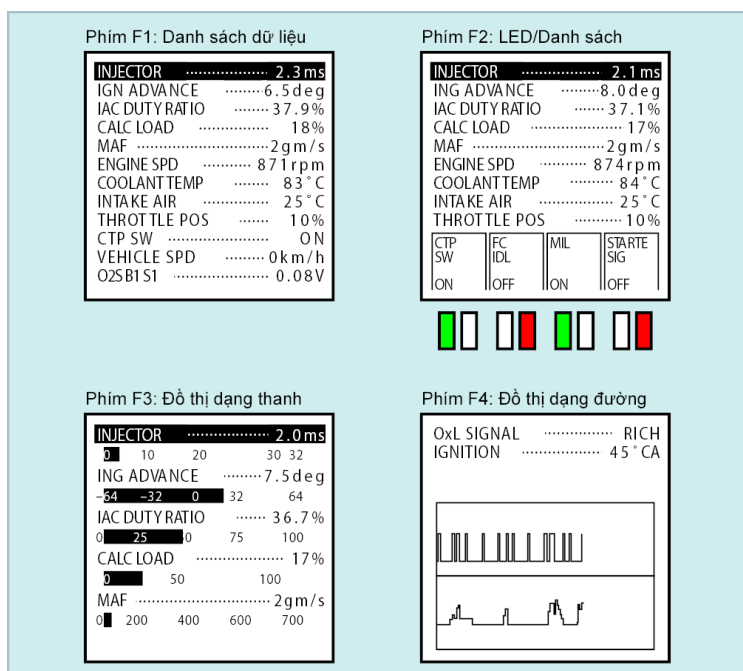 Phím F1: Danh sách dữ liệu
INJECTOR ·················· 2.3ms
IGN ADVANCE ········· 6.5deg
IAC DUTY RATIO ········ 37.9%
CALC LOAD ················ 18%
MAF ······························ 2gm/s
ENGINE SPD ··········· 871rpm
COOLANT TEMP ········ 83°C
INTAKE AIR ················ 25°C
THROTTLE POS ······· 10%
CTP SW ······················ ON
VEHICLE SPD ········· 0km/h
O2SB1S1 ··················· 0.08V
Phím F2: LED/Danh sách
INJECTOR ·················· 2.1ms
ING ADVANCE ········· 8.0deg
IAC DUTY RATIO ······· 37.1%
CALC LOAD ····················· 17%
MAF ······························ 2gm/s
ENGINE SPD ··········· 874rpm
COOLANT TEMP ·········· 84°C
INTAKE AIR ················ 25°C
THROTTLE POS ··········· 10%
CTP SW ON
FC IDL OFF
MIL ON
STARTE SIG OFF
Phím F3: Đồ thị dạng thanh
INJECTOR ·················· 2.0ms
0 10 20 30 32
ING ADVANCE ········· 7.5deg
-64 -32 0 32 64
IAC DUTY RATIO ······· 36.7%
0 25 0 75 100
CALC LOAD ···················· 17%
0 50 100
MAF ······························ 2gm/s
0 200 400 600 700
Phím F4: Đồ thị dạng đường
OxL SIGNAL ··············· RICH
IGNITION ················· 45°CA